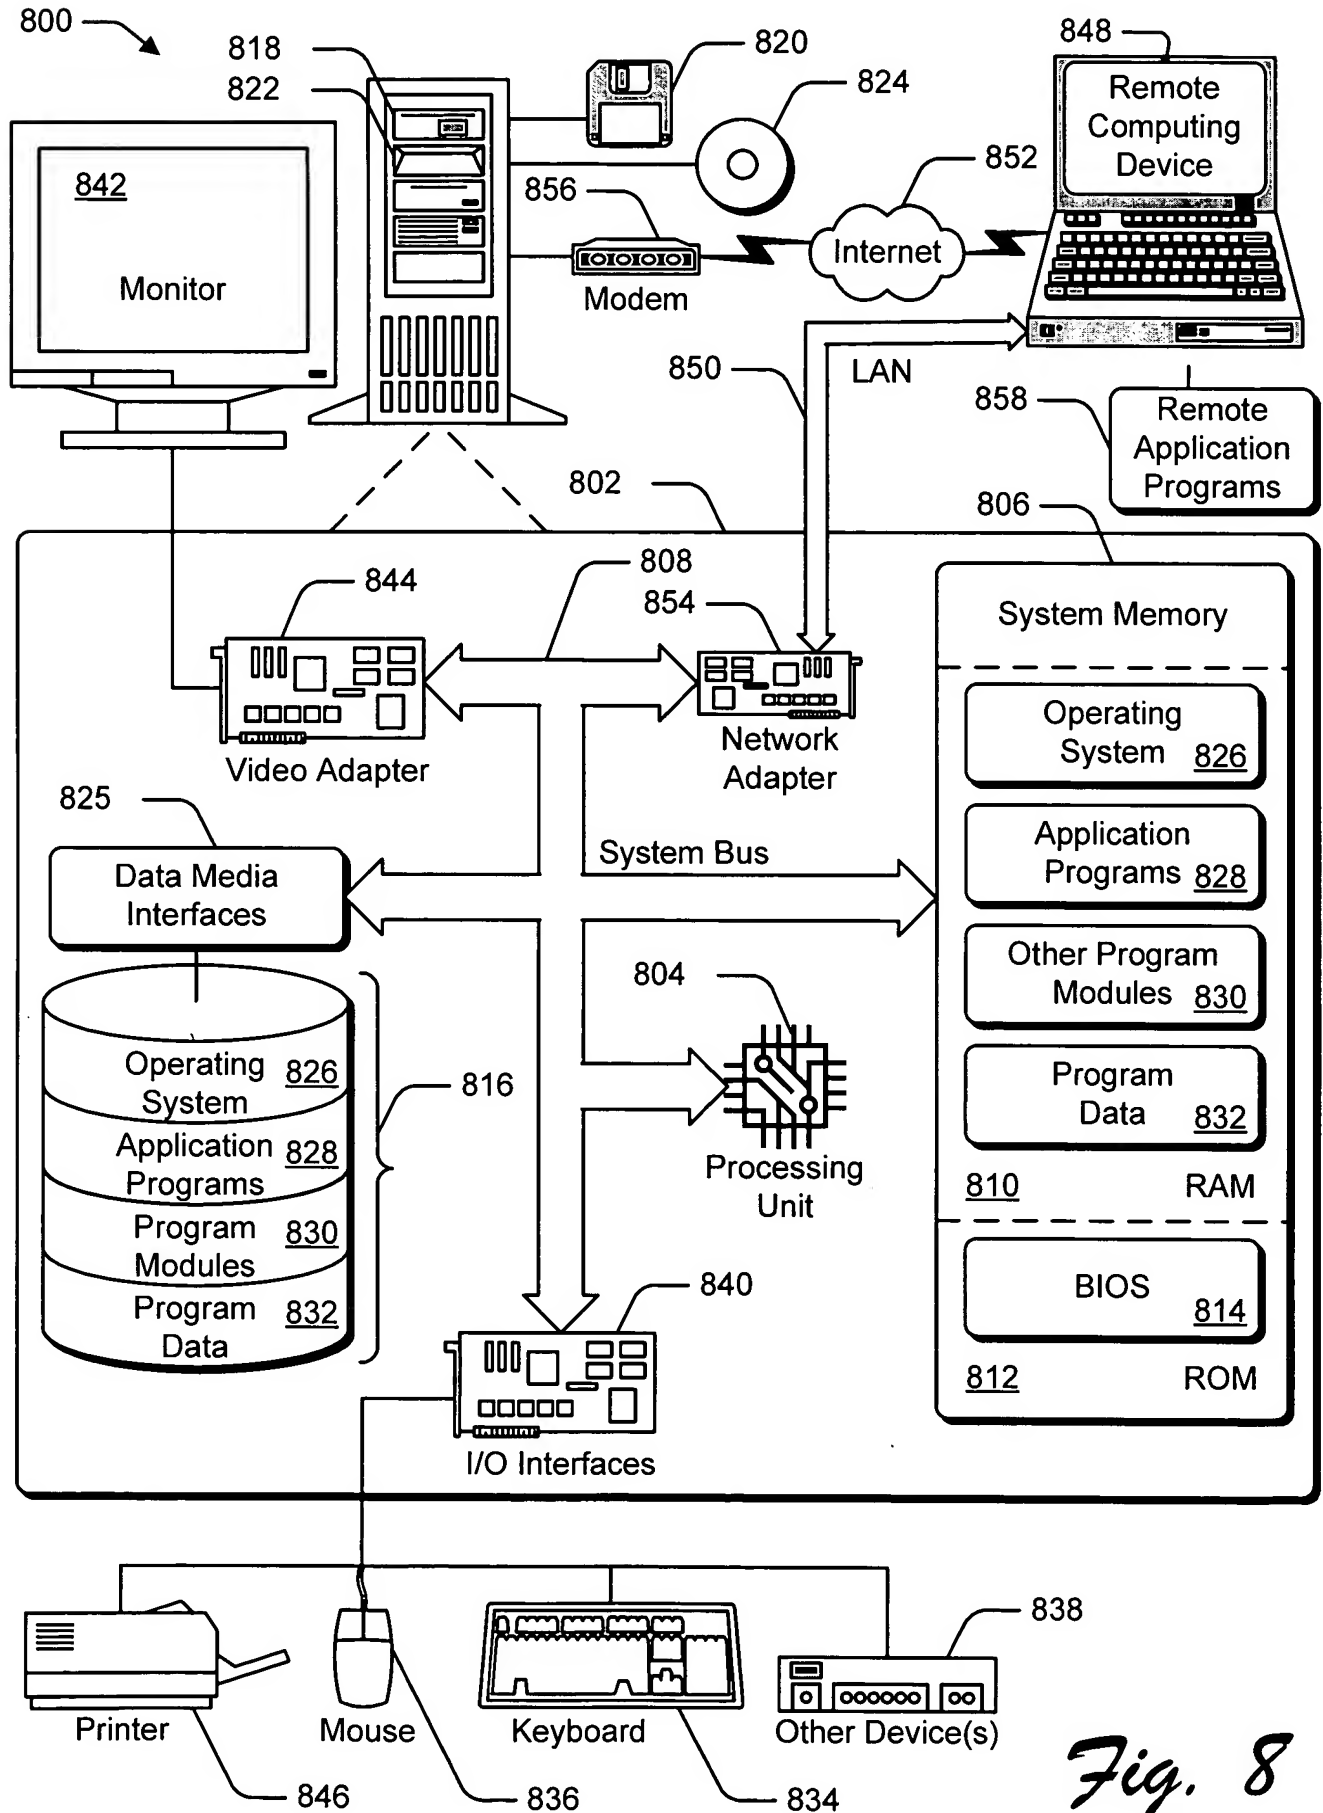 800
818
822
820
824
848
Remote
Computing
Device
842
Monitor
856
Modem
852
Internet
850
LAN
858
Remote
Application
Programs
802
806
808
844
854
Video Adapter
Network
Adapter
System Memory
Operating
System 826
Application
Programs 828
Other Program
Modules 830
Program
Data 832
810 RAM
BIOS 814
812 ROM
825
Data Media
Interfaces
System Bus
Operating
System 826
Application
Programs 828
Program
Modules 830
Program
Data 832
816
804
Processing
Unit
840
I/O Interfaces
Printer
846
Mouse
836
Keyboard
834
838
Other Device(s)
Fig. 8